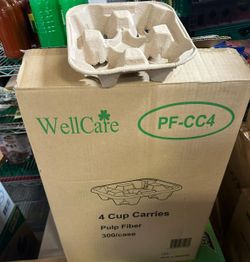 WellCare
PF-CC4
4 Cup Carries
Pulp Fiber
300/case